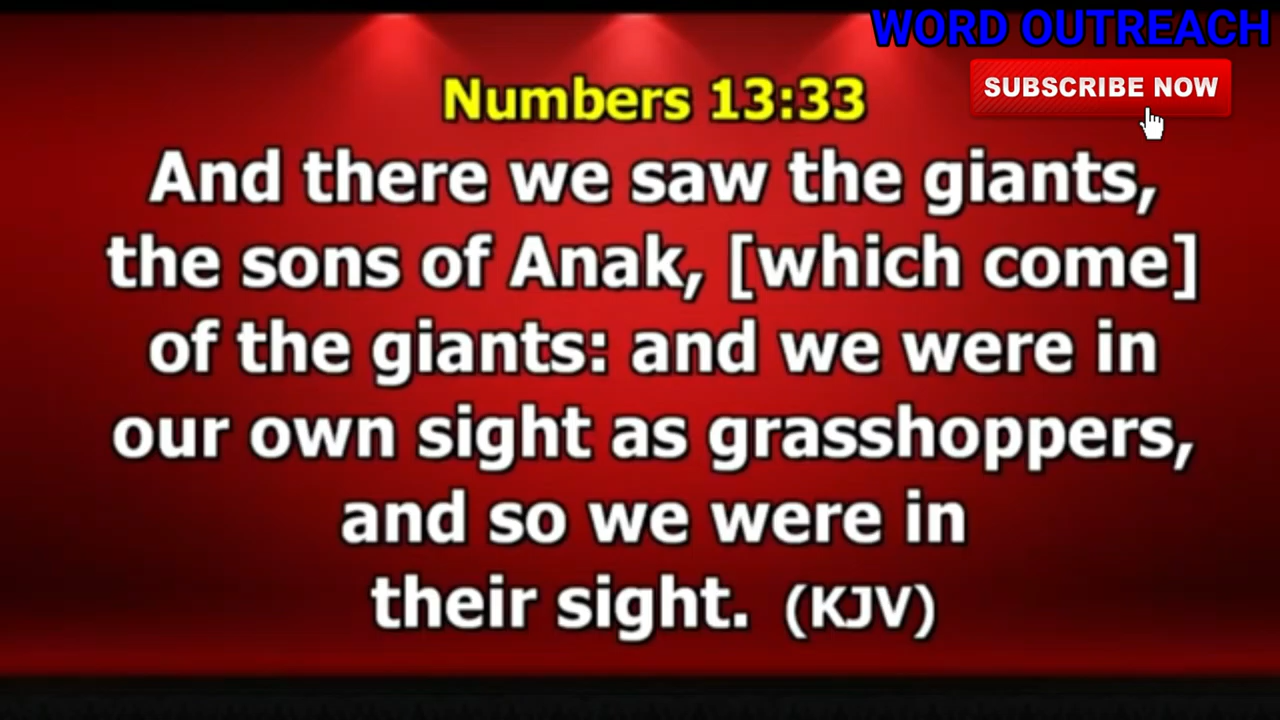 WORD OUTREACH
SUBSCRIBE NOW
Numbers 13:33
And there we saw the giants,
the sons of Anak, [which come]
of the giants: and we were in
our own sight as grasshoppers,
and so we were in
their sight. (KJV)